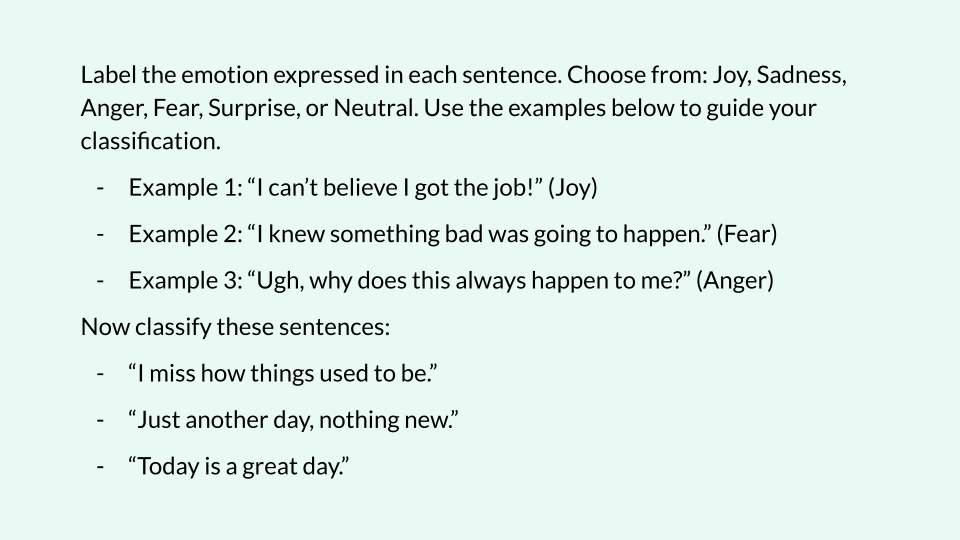 Label the emotion expressed in each sentence. Choose from: Joy, Sadness,
Anger, Fear, Surprise, or Neutral. Use the examples below to guide your
classification.
- Example 1: “I can’t believe I got the job!” (Joy)
- Example 2: “I knew something bad was going to happen.” (Fear)
- Example 3: “Ugh, why does this always happen to me?” (Anger)
Now classify these sentences:
- “I miss how things used to be.”
- “Just another day, nothing new.”
- “Today is a great day.”